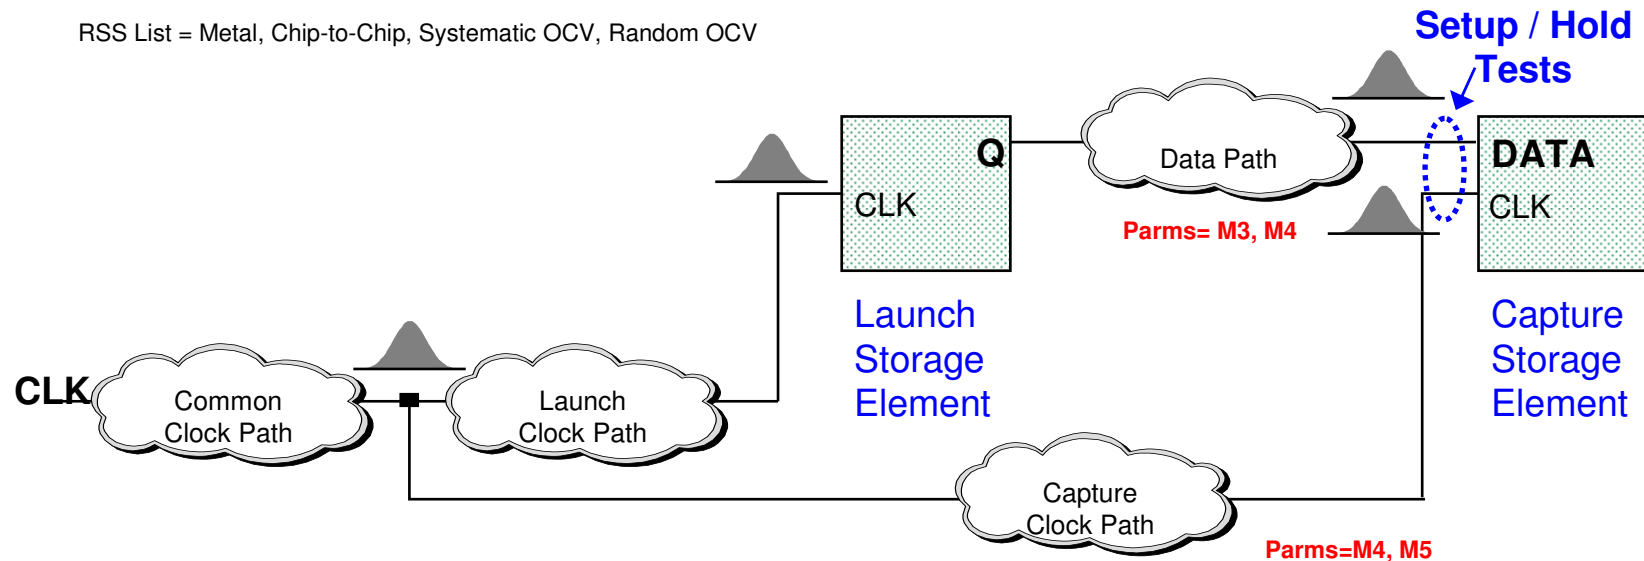 RSS List = Metal, Chip-to-Chip, Systematic OCV, Random OCV
Setup / Hold
Tests
Q
CLK
Data Path
DATA
CLK
Parms= M3, M4
Launch
Storage
Element
Capture
Storage
Element
CLK
Common
Clock Path
Launch
Clock Path
Capture
Clock Path
Parms=M4, M5